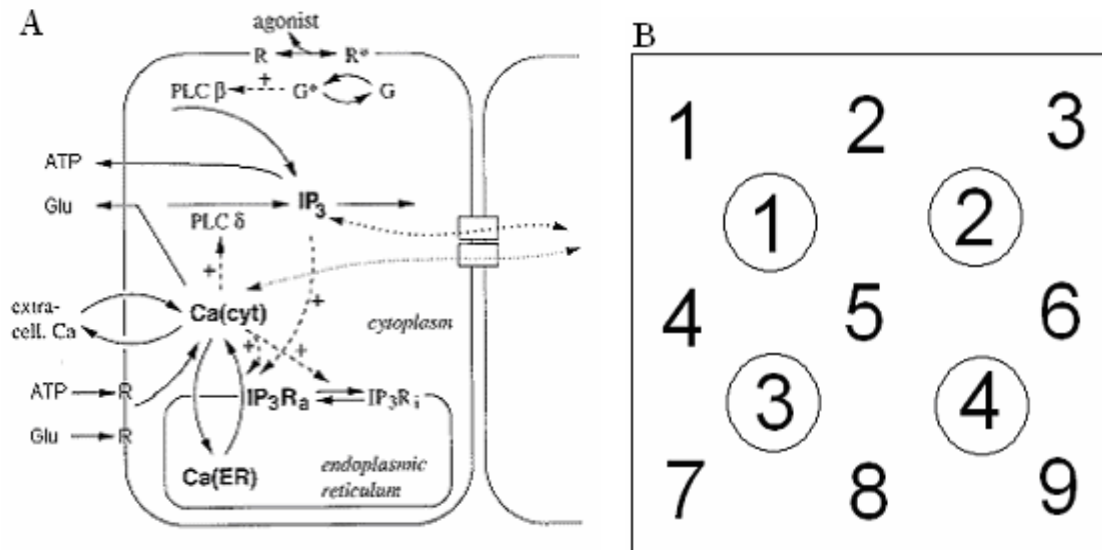 A
agonist
R R*
PLC β + G* G
ATP
Glu
IP3
PLC δ
+
+
extra-
cell. Ca
Ca(cyt)
cytoplasm
+ +
ATP R
IP3Ra IP3Ri
Glu R
Ca(ER)
endoplasmic
reticulum
B
1 2 3
1 2
4 5 6
3 4
7 8 9